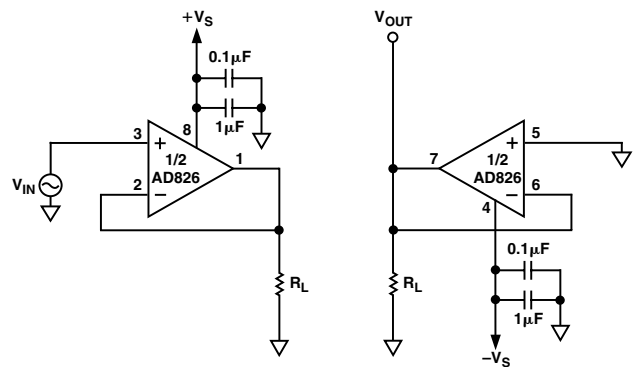 +VS
0.1µF
1µF
8
3
+
1/2
AD826
1
VIN
2
−
RL
VOUT
5
+
1/2
AD826
7
6
−
4
RL
0.1µF
1µF
−VS